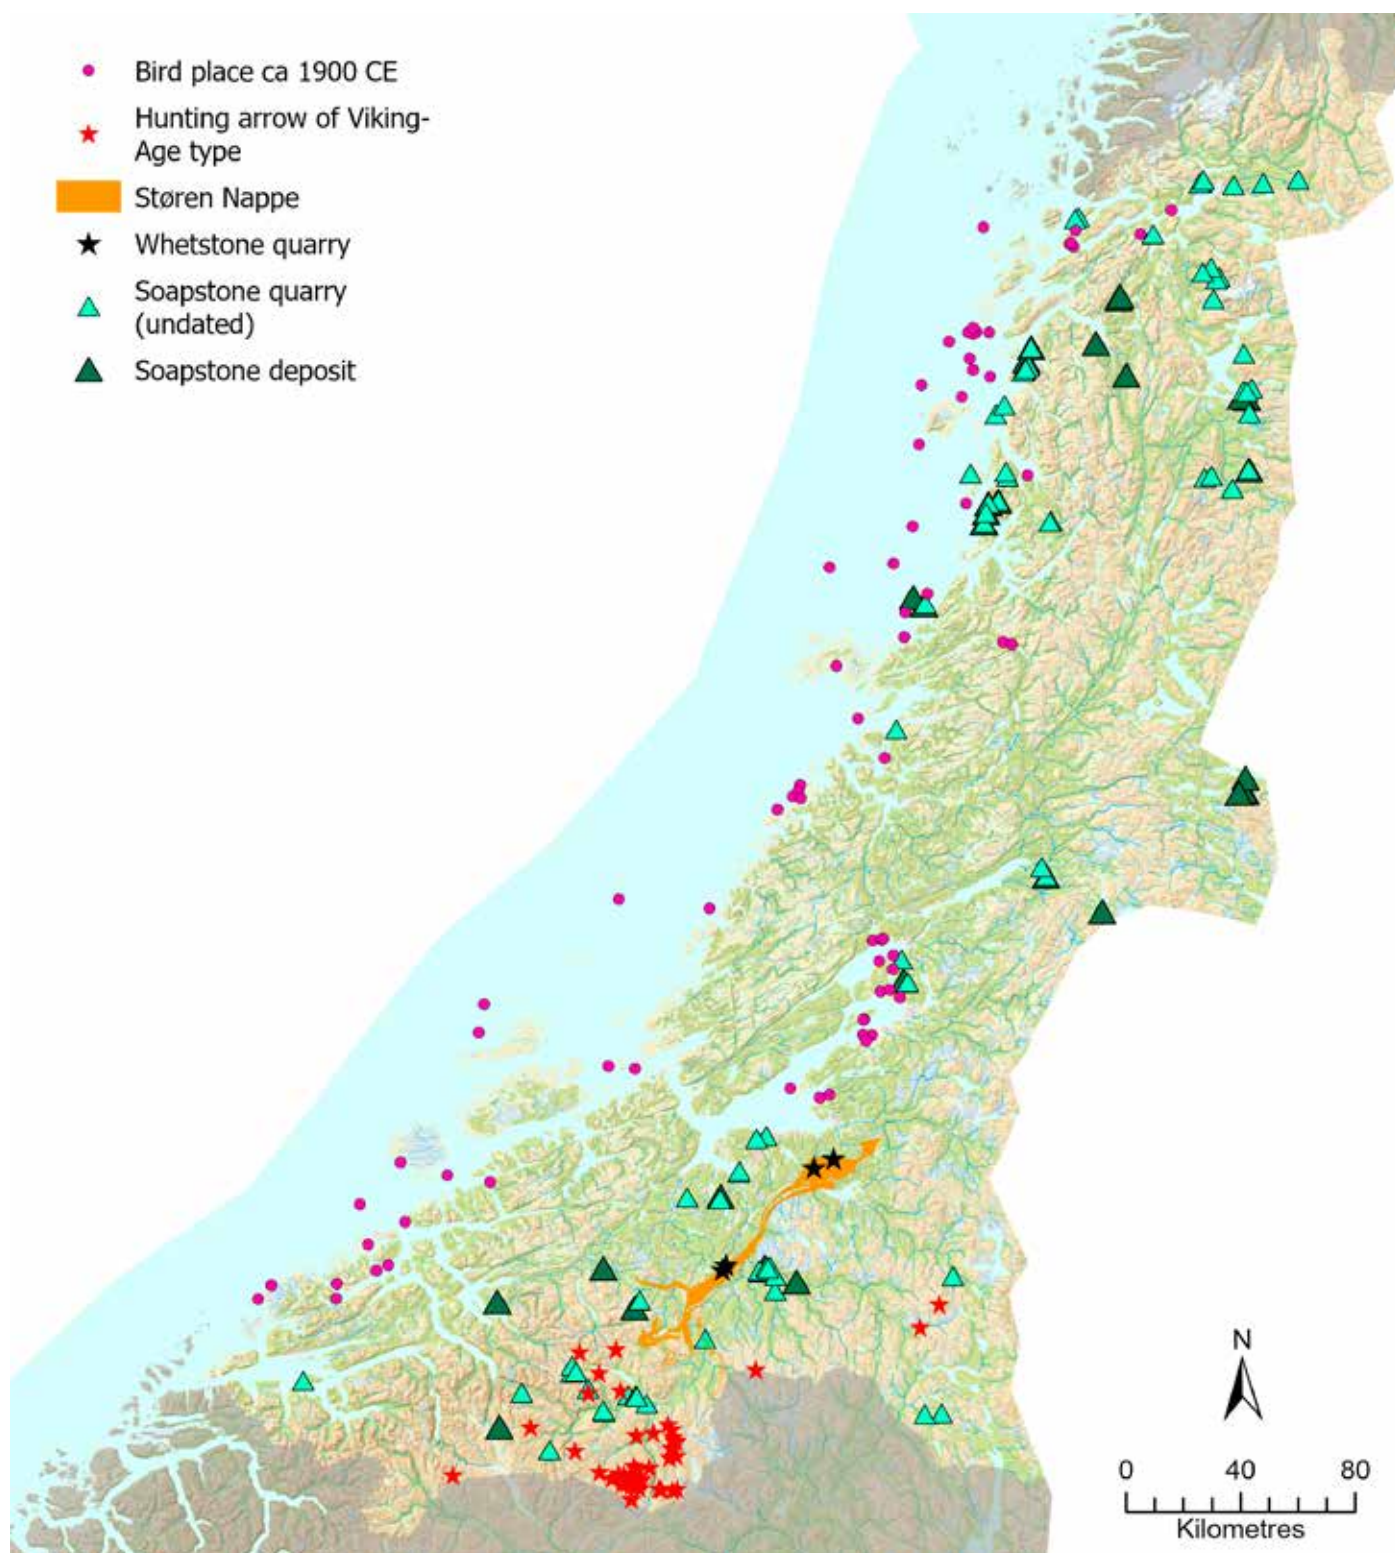 Bird place ca 1900 CE
Hunting arrow of Viking-
Age type
Støren Nappe
Whetstone quarry
Soapstone quarry
(undated)
Soapstone deposit
N
0 40 80
Kilometres